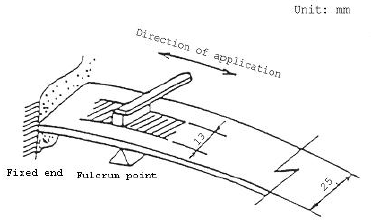 Unit: mm
Direction of application
13
25
Fixed end
Fulcrum point